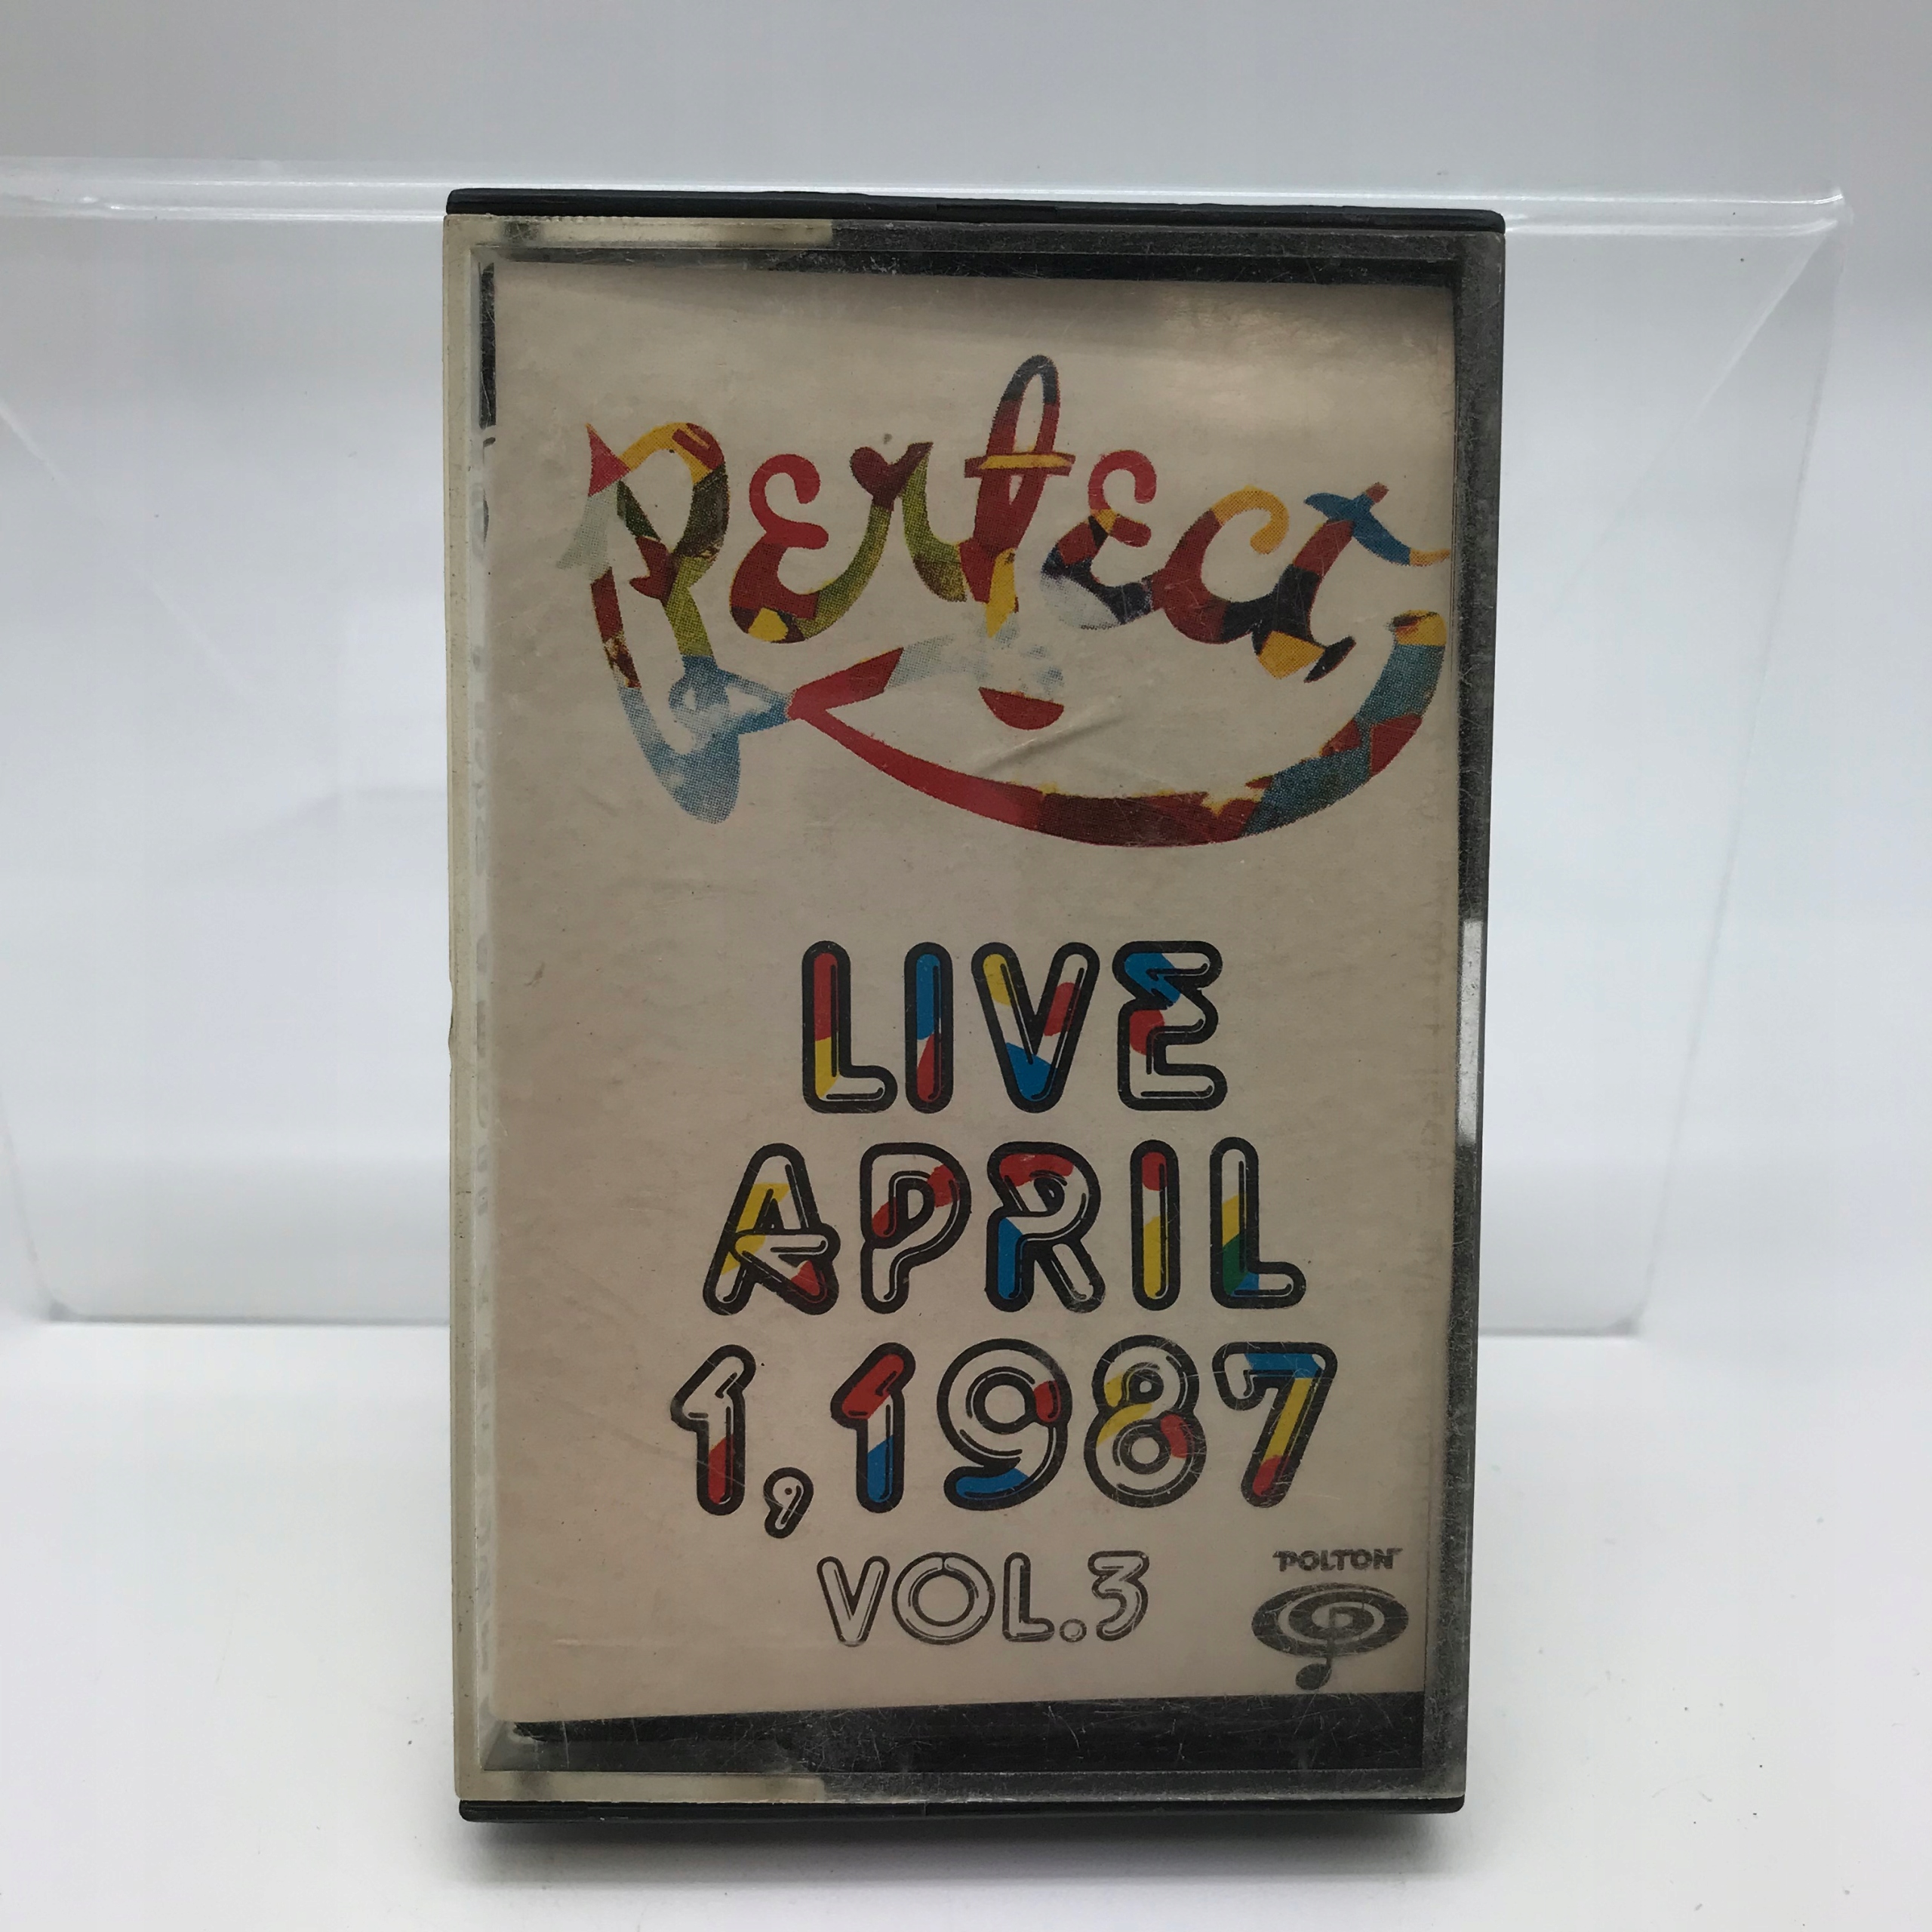 Perfect
LIVE
APRIL
1,1987
VOL.3
POLTON